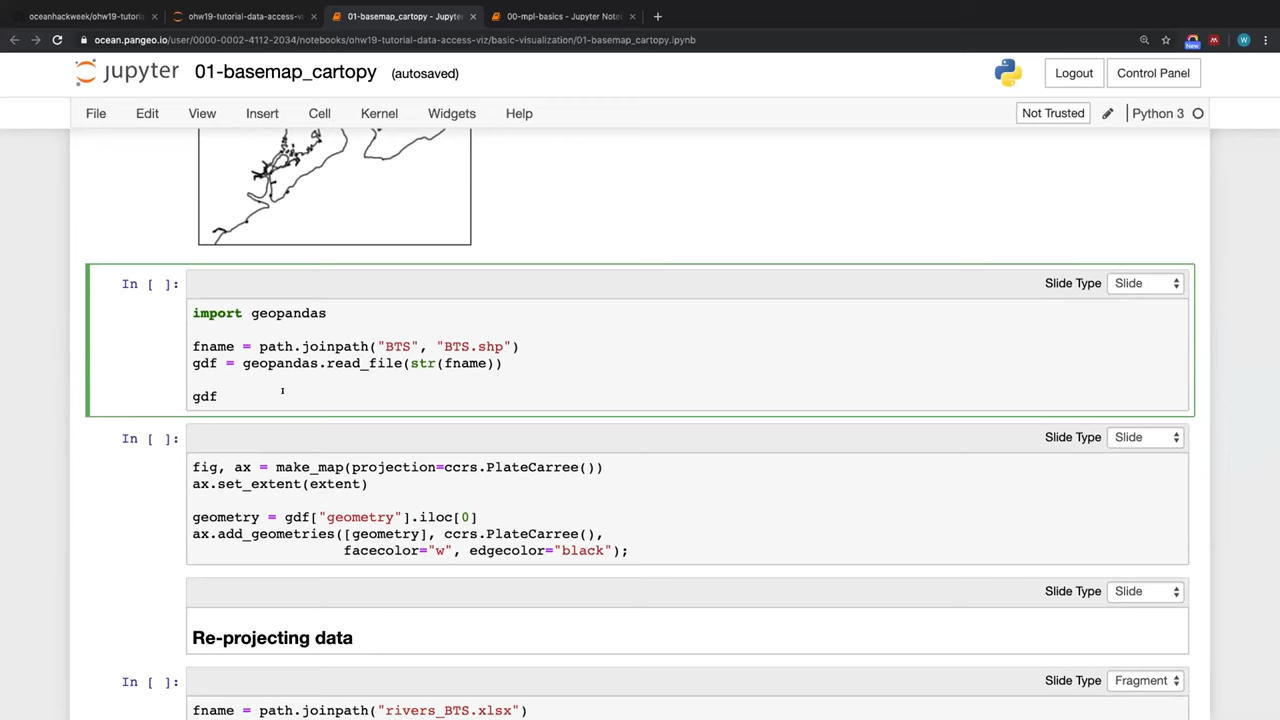 oceanhackweek/ohw19-tutoria
ohw19-tutorial-data-access-vi
01-basemap_cartopy - Jupyte
00-mpl-basics - Jupyter Note
ocean.pangeo.io/user/0000-0002-4112-2034/notebooks/ohw19-tutorial-data-access-viz/basic-visualization/01-basemap_cartopy.ipynb
New
W
jupyter 01-basemap_cartopy (autosaved)
Logout
Control Panel
File Edit View Insert Cell Kernel Widgets Help
Not Trusted
Python 3
In [ ]:
Slide Type Slide
import geopandas
fname = path.joinpath("BTS", "BTS.shp")
gdf = geopandas.read_file(str(fname))
gdf
In [ ]:
Slide Type Slide
fig, ax = make_map(projection=ccrs.PlateCarree())
ax.set_extent(extent)
geometry = gdf["geometry"].iloc[0]
ax.add_geometries([geometry], ccrs.PlateCarree(),
facecolor="w", edgecolor="black");
Slide Type Slide
Re-projecting data
In [ ]:
Slide Type Fragment
fname = path.joinpath("rivers_BTS.xlsx")